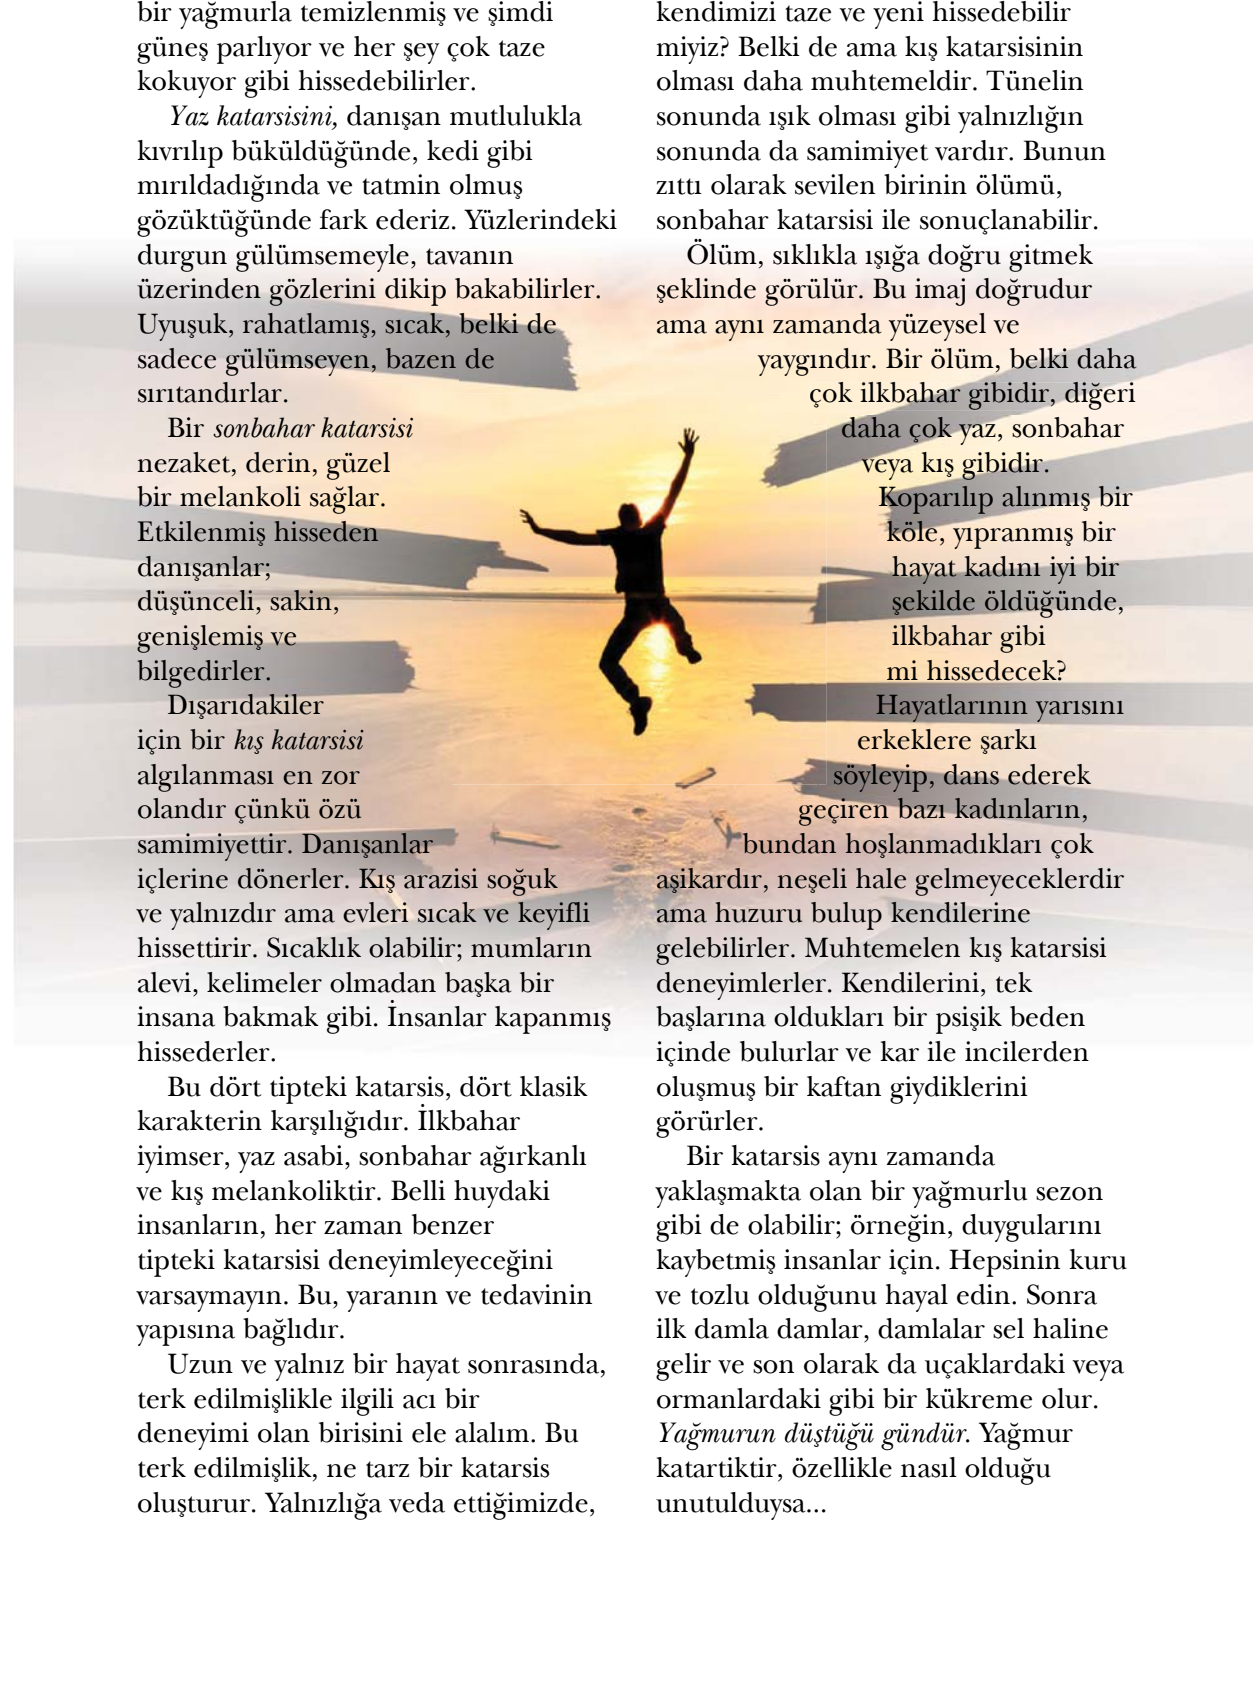 bir yağmurla temizlenmiş ve şimdi
güneş parlıyor ve her şey çok taze
kokuyor gibi hissedebilirler.
Yaz katarsisini, danışan mutlulukla
kıvrılıp büküldüğünde, kedi gibi
mırıldadığında ve tatmin olmuş
gözüktüğünde fark ederiz. Yüzlerindeki
durgun gülümsemeyle, tavanın
üzerinden gözlerini dikip bakabilirler.
Uyuşuk, rahatlamış, sıcak, belki de
sadece gülümseyen, bazen de
sırıtandırlar.
Bir sonbahar katarsisi
nezaket, derin, güzel
bir melankoli sağlar.
Etkilenmiş hisseden
danışanlar;
düşünceli, sakin,
genişlemiş ve
bilgedirler.
Dışarıdakiler
için bir kış katarsisi
algılanması en zor
olandır çünkü özü
samimiyettir. Danışanlar
içlerine dönerler. Kış arazisi soğuk
ve yalnızdır ama evleri sıcak ve keyifli
hissettirir. Sıcaklık olabilir; mumların
alevi, kelimeler olmadan başka bir
insana bakmak gibi. İnsanlar kapanmış
hissederler.
Bu dört tipteki katarsis, dört klasik
karakterin karşılığıdır. İlkbahar
iyimser, yaz asabi, sonbahar ağırkanlı
ve kış melankoliktir. Belli huydaki
insanların, her zaman benzer
tipteki katarsisi deneyimleyeceğini
varsaymayın. Bu, yaranın ve tedavinin
yapısına bağlıdır.
Uzun ve yalnız bir hayat sonrasında,
terk edilmişlikle ilgili acı bir
deneyimi olan birisini ele alalım. Bu
terk edilmişlik, ne tarz bir katarsis
oluşturur. Yalnızlığa veda ettiğimizde,
kendimizi taze ve yeni hissedebilir
miyiz? Belki de ama kış katarsisinin
olması daha muhtemeldir. Tünelin
sonunda ışık olması gibi yalnızlığın
sonunda da samimiyet vardır. Bunun
zıttı olarak sevilen birinin ölümü,
sonbahar katarsisi ile sonuçlanabilir.
Ölüm, sıklıkla ışığa doğru gitmek
şeklinde görülür. Bu imaj doğrudur
ama aynı zamanda yüzeysel ve
yaygındır. Bir ölüm, belki daha
çok ilkbahar gibidir, diğeri
daha çok yaz, sonbahar
veya kış gibidir.
Koparılıp alınmış bir
köle, yıpranmış bir
hayat kadını iyi bir
şekilde öldüğünde,
ilkbahar gibi
mi hissedecek?
Hayatlarının yarısını
erkeklere şarkı
söyleyip, dans ederek
geçiren bazı kadınların,
bundan hoşlanmadıkları çok
aşikardır, neşeli hale gelmeyeceklerdir
ama huzuru bulup kendilerine
gelebilirler. Muhtemelen kış katarsisi
deneyimlerler. Kendilerini, tek
başlarına oldukları bir psişik beden
içinde bulurlar ve kar ile incilerden
oluşmuş bir kaftan giydiklerini
görürler.
Bir katarsis aynı zamanda
yaklaşmakta olan bir yağmurlu sezon
gibi de olabilir; örneğin, duygularını
kaybetmiş insanlar için. Hepsinin kuru
ve tozlu olduğunu hayal edin. Sonra
ilk damla damlar, damlalar sel haline
gelir ve son olarak da uçaklardaki veya
ormanlardaki gibi bir kükreme olur.
Yağmurun düştüğü gündür. Yağmur
katartiktir, özellikle nasıl olduğu
unutulduysa...